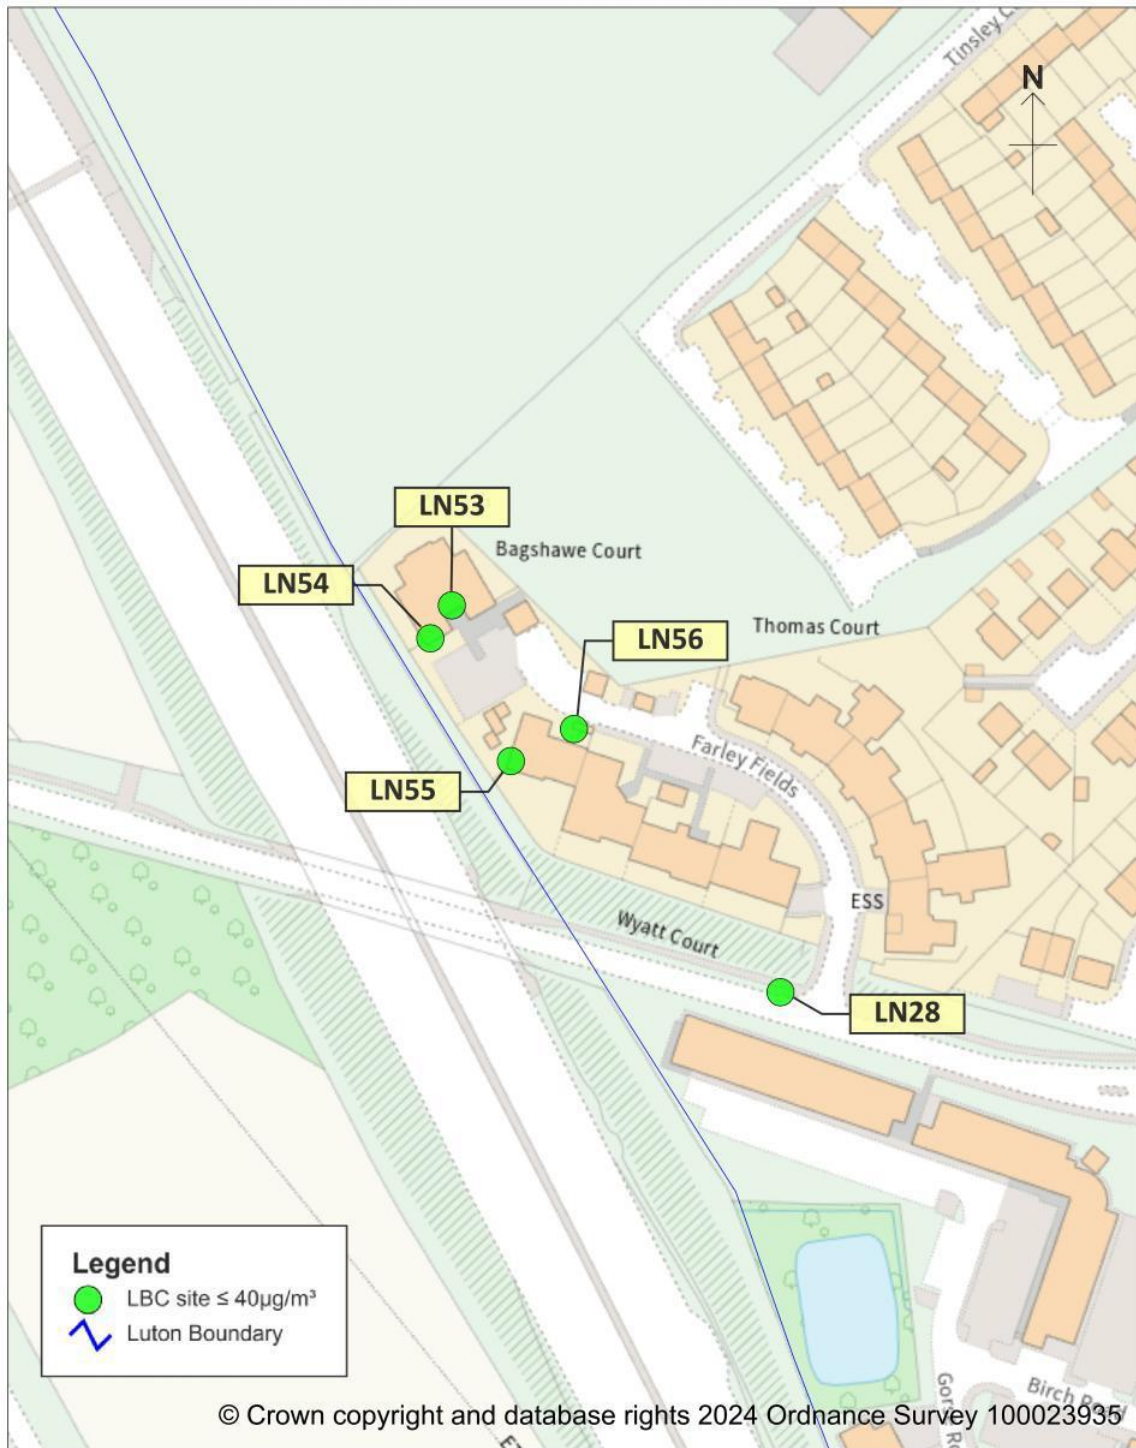 Tinsley
N
LN53
Bagshawe Court
LN54
Thomas Court
LN56
Farley Fields
LN55
ESS
Wyatt Court
LN28
Legend
LBC site ≤ 40µg/m³
Luton Boundary
Birch Road
© Crown copyright and database rights 2024 Ordnance Survey 100023935